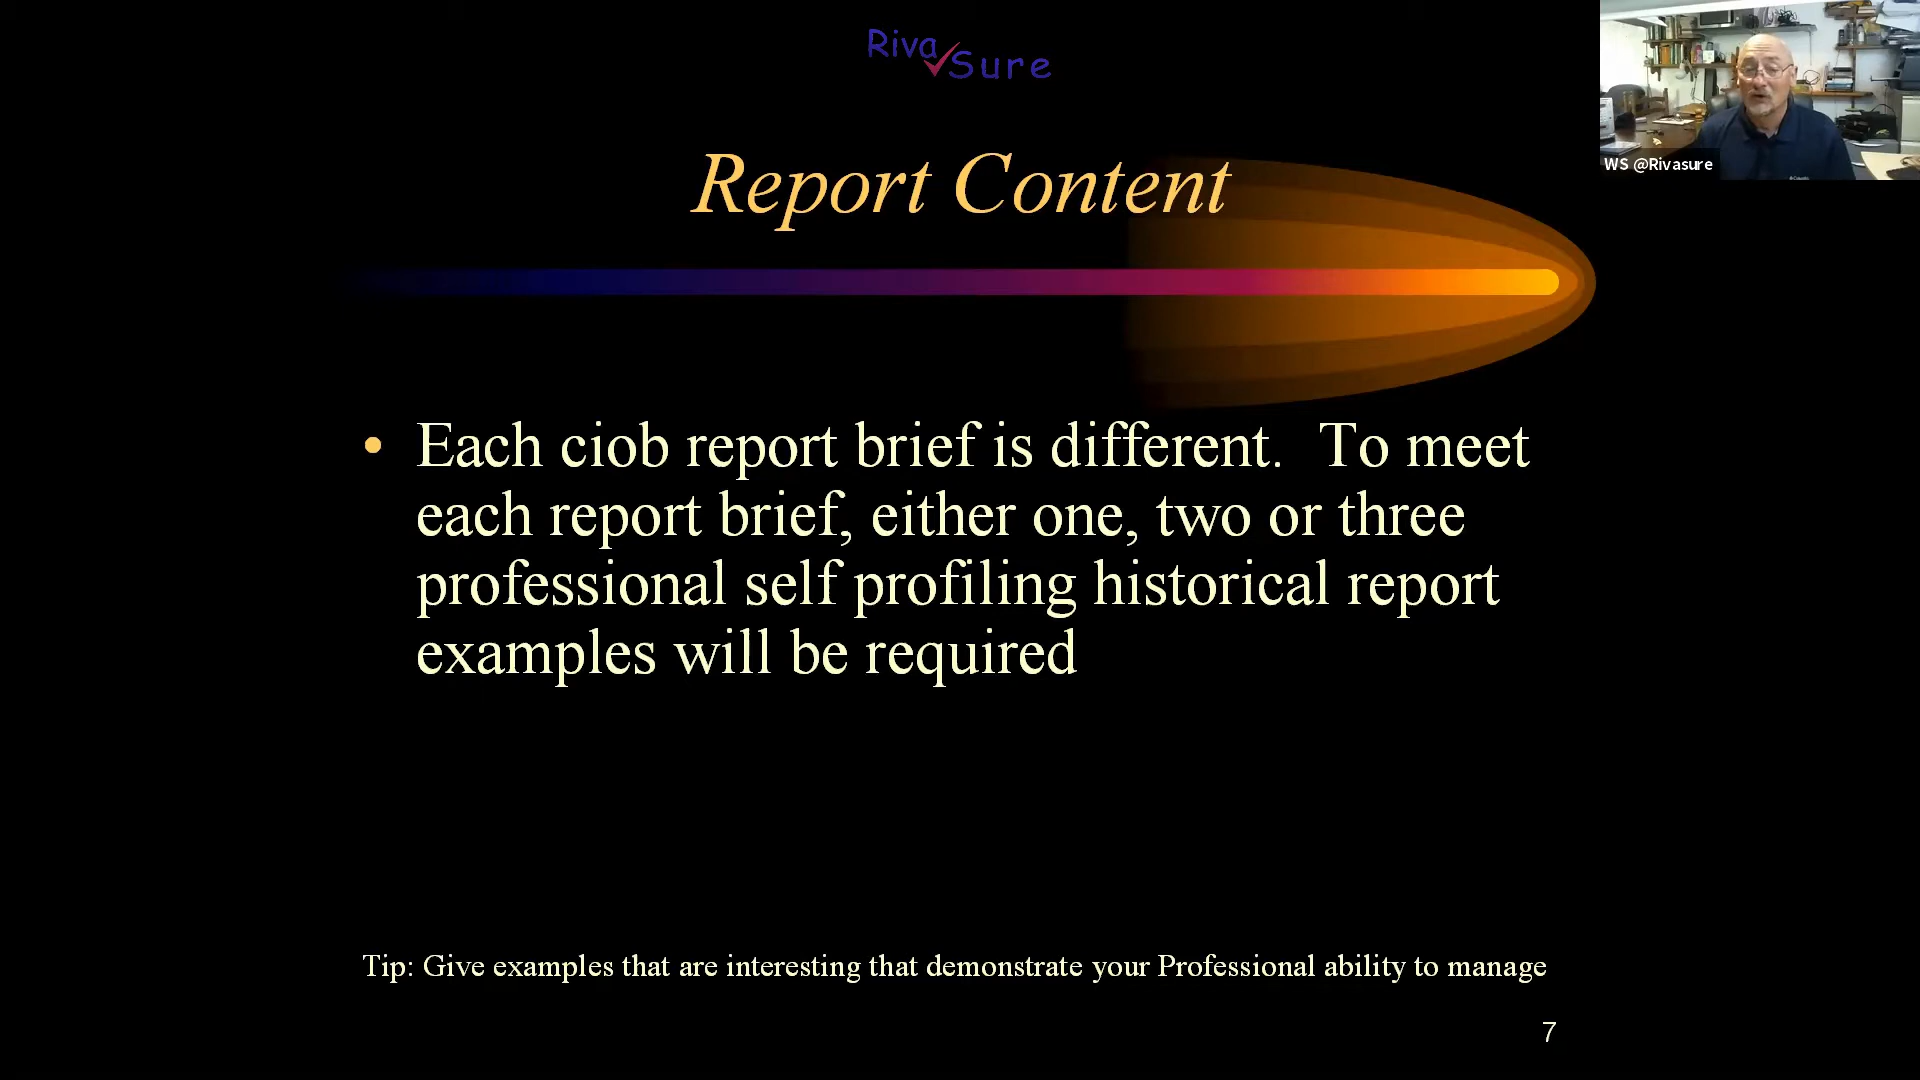 Riva Sure
WS @Rivasure
Report Content
• Each ciob report brief is different.  To meet
each report brief, either one, two or three
professional self profiling historical report
examples will be required
Tip: Give examples that are interesting that demonstrate your Professional ability to manage
7